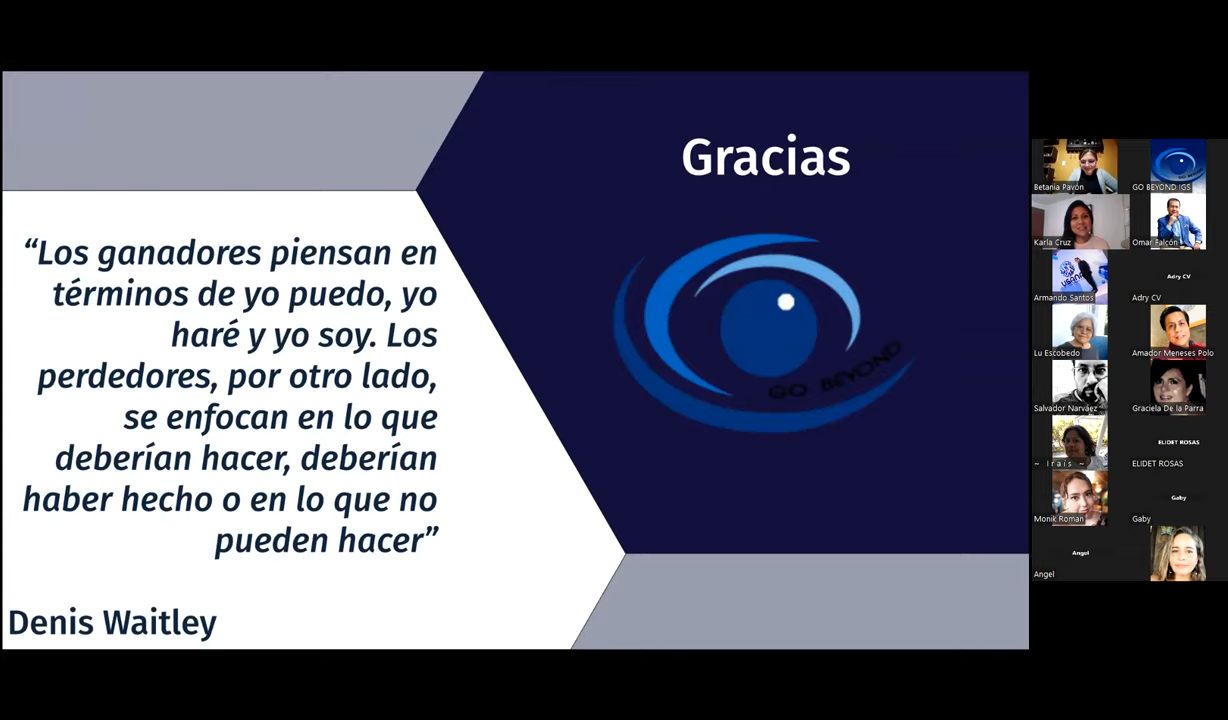 Gracias
“Los ganadores piensan en
términos de yo puedo, yo
haré y yo soy. Los
perdedores, por otro lado,
se enfocan en lo que
deberían hacer, deberían
haber hecho o en lo que no
pueden hacer”
Denis Waitley
GO BEYOND
Betania Pavón
GO BEYOND IGS
GO BEYOND
Karla Cruz
Omar Falcón
USANA
Armando Santos
Adry CV
Adry CV
Lu Escobedo
Amador Meneses Polo
Salvador Narváez
Graciela De la Parra
~ I r a í s ~
ELIDET ROSAS
ELIDET ROSAS
Monik Roman
Gaby
Gaby
Angel
Angel